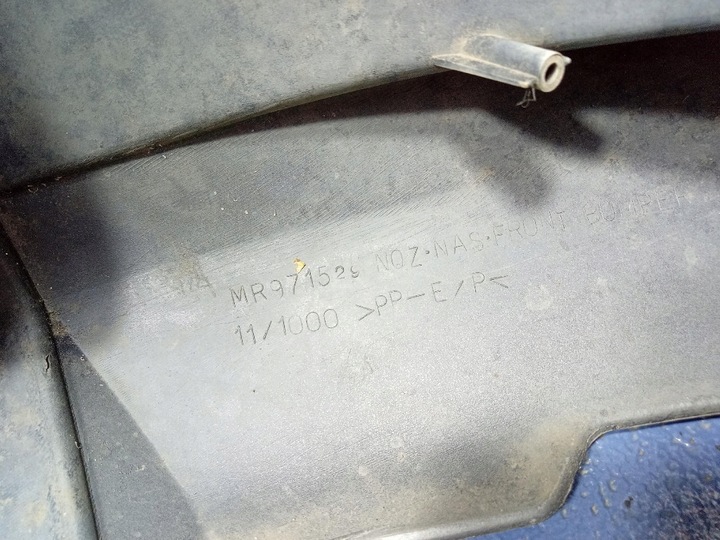 MR971529 NOZ·NAS·FRONT BUMPER
11/1000 >PP-E/P<